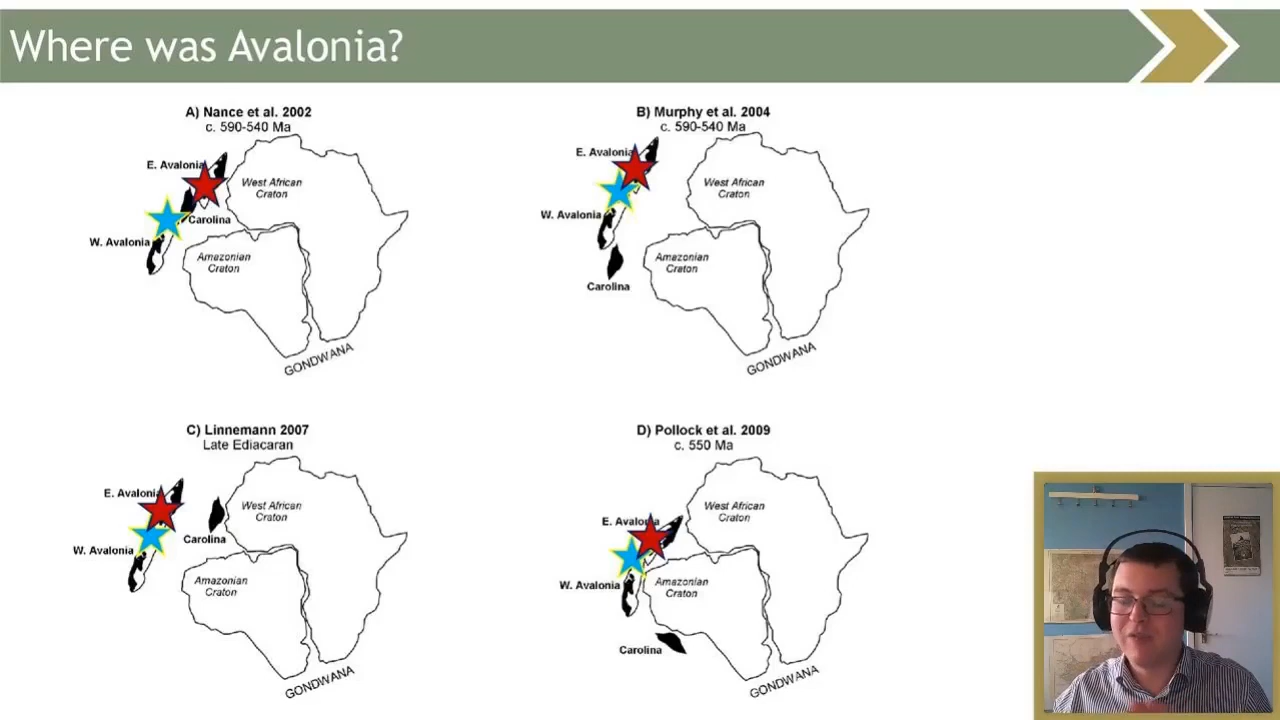 Where was Avalonia?
A) Nance et al. 2002
c. 590-540 Ma
E. Avalonia
West African
Craton
Carolina
W. Avalonia
Amazonian
Craton
GONDWANA
B) Murphy et al. 2004
c. 590-540 Ma
E. Avalonia
West African
Craton
W. Avalonia
Amazonian
Craton
Carolina
GONDWANA
C) Linnemann 2007
Late Ediacaran
E. Avalonia
West African
Craton
Carolina
W. Avalonia
Amazonian
Craton
GONDWANA
D) Pollock et al. 2009
c. 550 Ma
E. Avalonia
West African
Craton
W. Avalonia
Amazonian
Craton
Carolina
GONDWANA